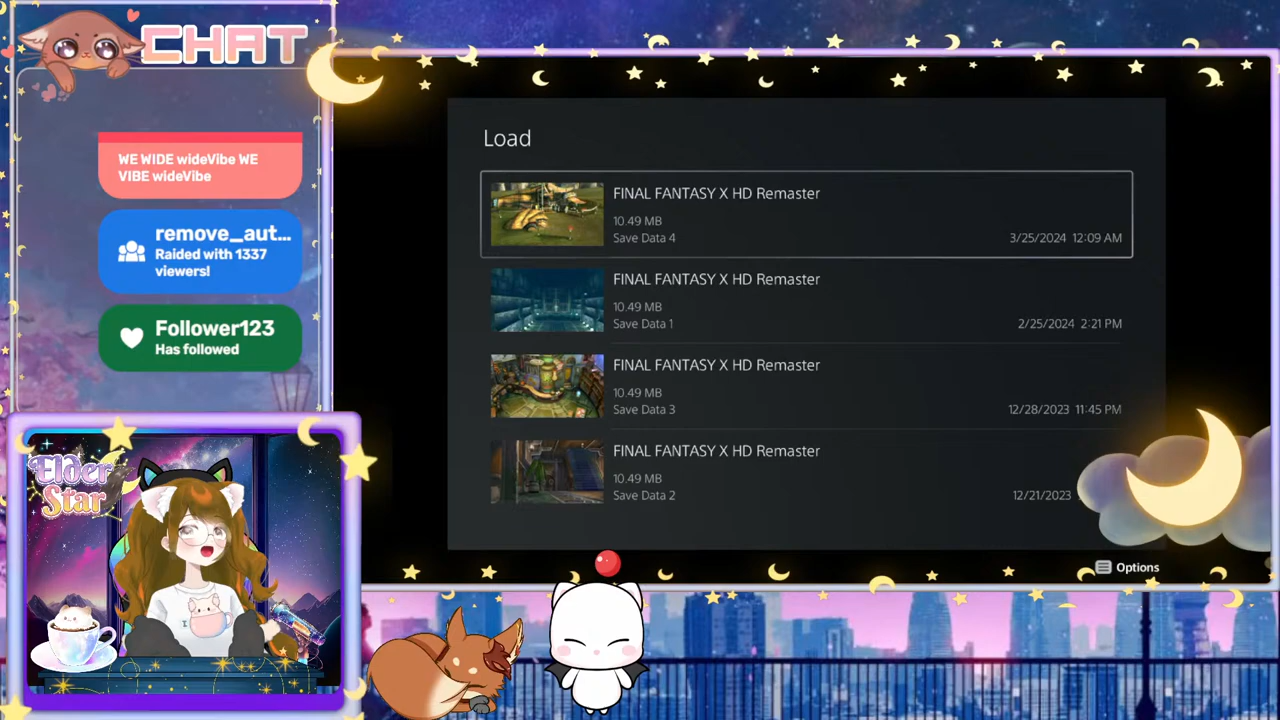 CHAT
WE WIDE wideVibe WE
VIBE wideVibe
remove_aut...
Raided with 1337
viewers!
Follower123
Has followed
Elder
Star
I
Load
FINAL FANTASY X HD Remaster
10.49 MB
Save Data 4
3/25/2024 12:09 AM
FINAL FANTASY X HD Remaster
10.49 MB
Save Data 1
2/25/2024 2:21 PM
FINAL FANTASY X HD Remaster
10.49 MB
Save Data 3
12/28/2023 11:45 PM
FINAL FANTASY X HD Remaster
10.49 MB
Save Data 2
12/21/2023
Options